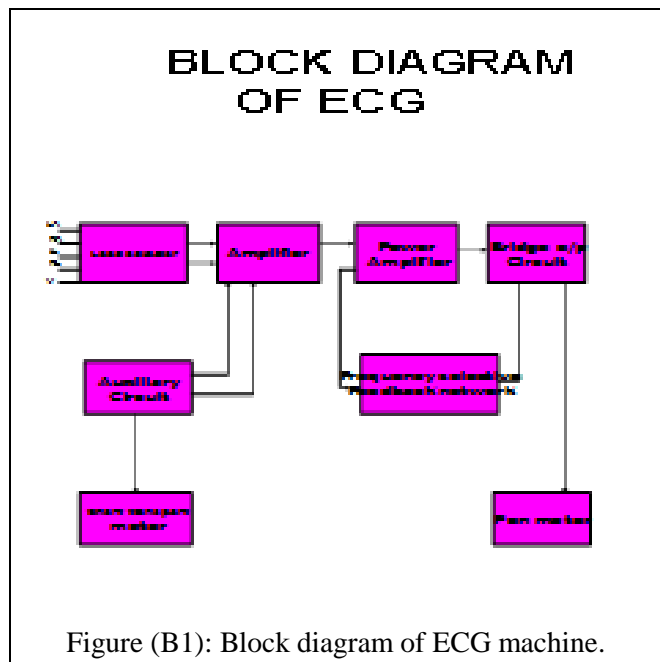 BLOCK DIAGRAM
OF ECG
Amplifier
Power
Amplifier
Bridge o/p
Circuit
Auxiliary
Circuit
Frequency selective
Feedback network
marker
Pen motor
Figure (B1): Block diagram of ECG machine.